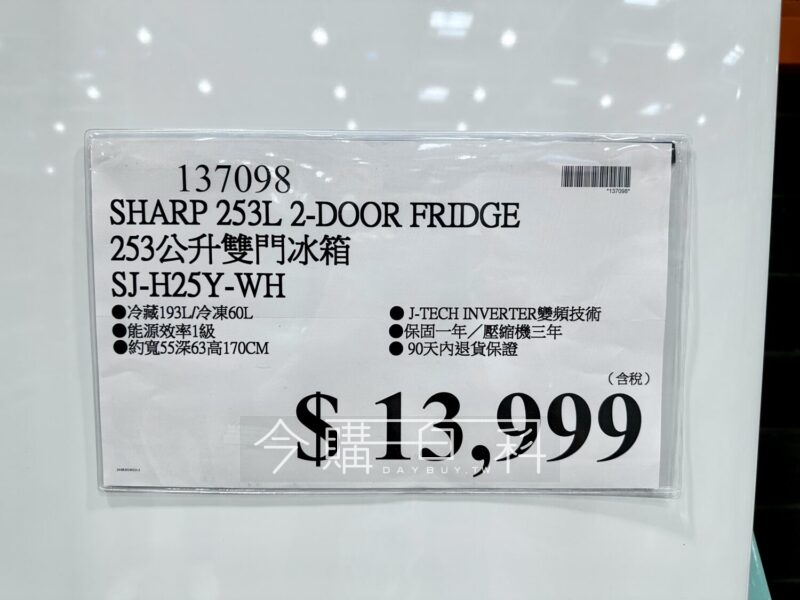 137098
*137098*
SHARP 253L 2-DOOR FRIDGE
253公升雙門冰箱
SJ-H25Y-WH
●冷藏193L/冷凍60L
●能源效率1級
●約寬55深63高170CM
● J-TECH INVERTER變頻技術
●保固一年／壓縮機三年
● 90天內退貨保證
（含稅）
$ 13,999
今購百科
DAYBUY.TW